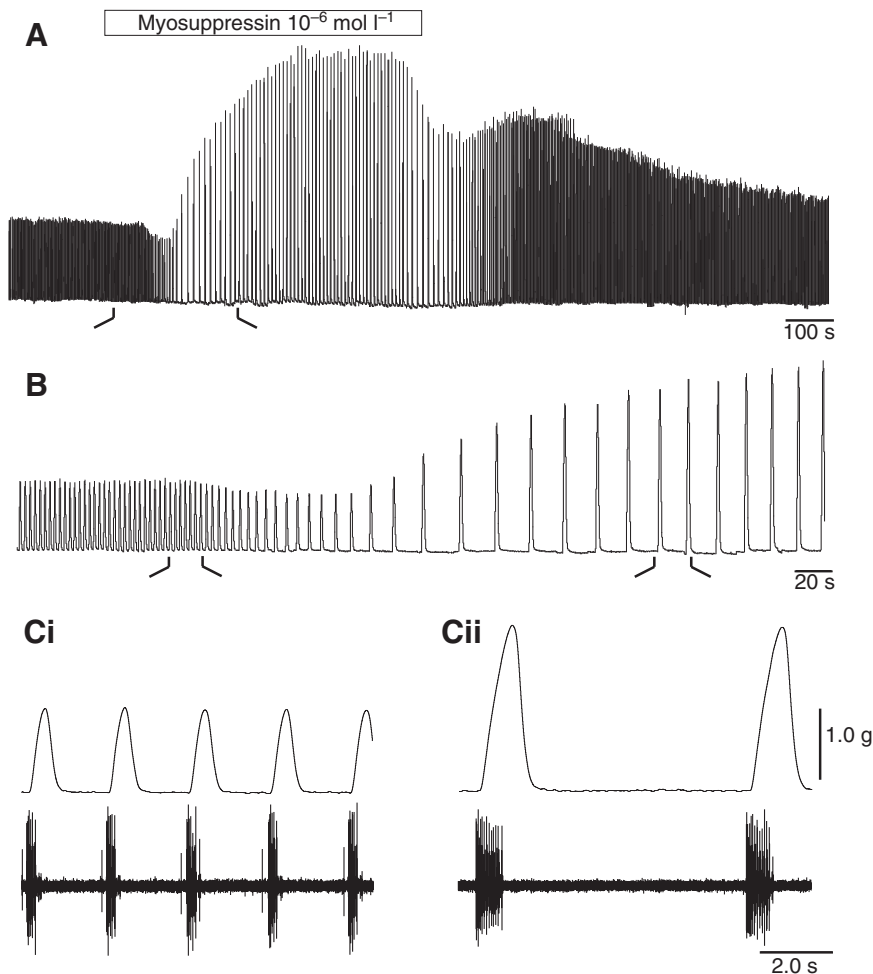 Myosuppressin 10⁻⁶ mol l⁻¹
A
100 s
B
20 s
Ci
Cii
1.0 g
2.0 s